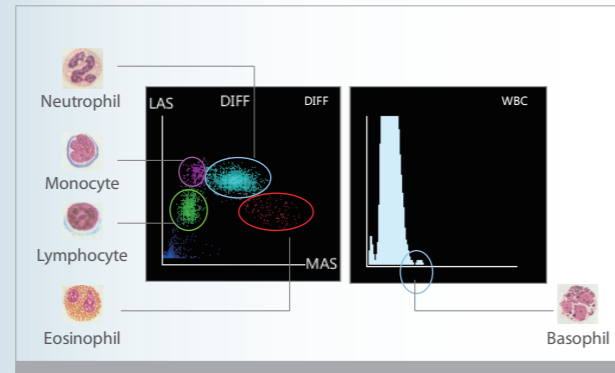 Neutrophil
Monocyte
Lymphocyte
Eosinophil
LAS
DIFF
DIFF
MAS
WBC
Basophil